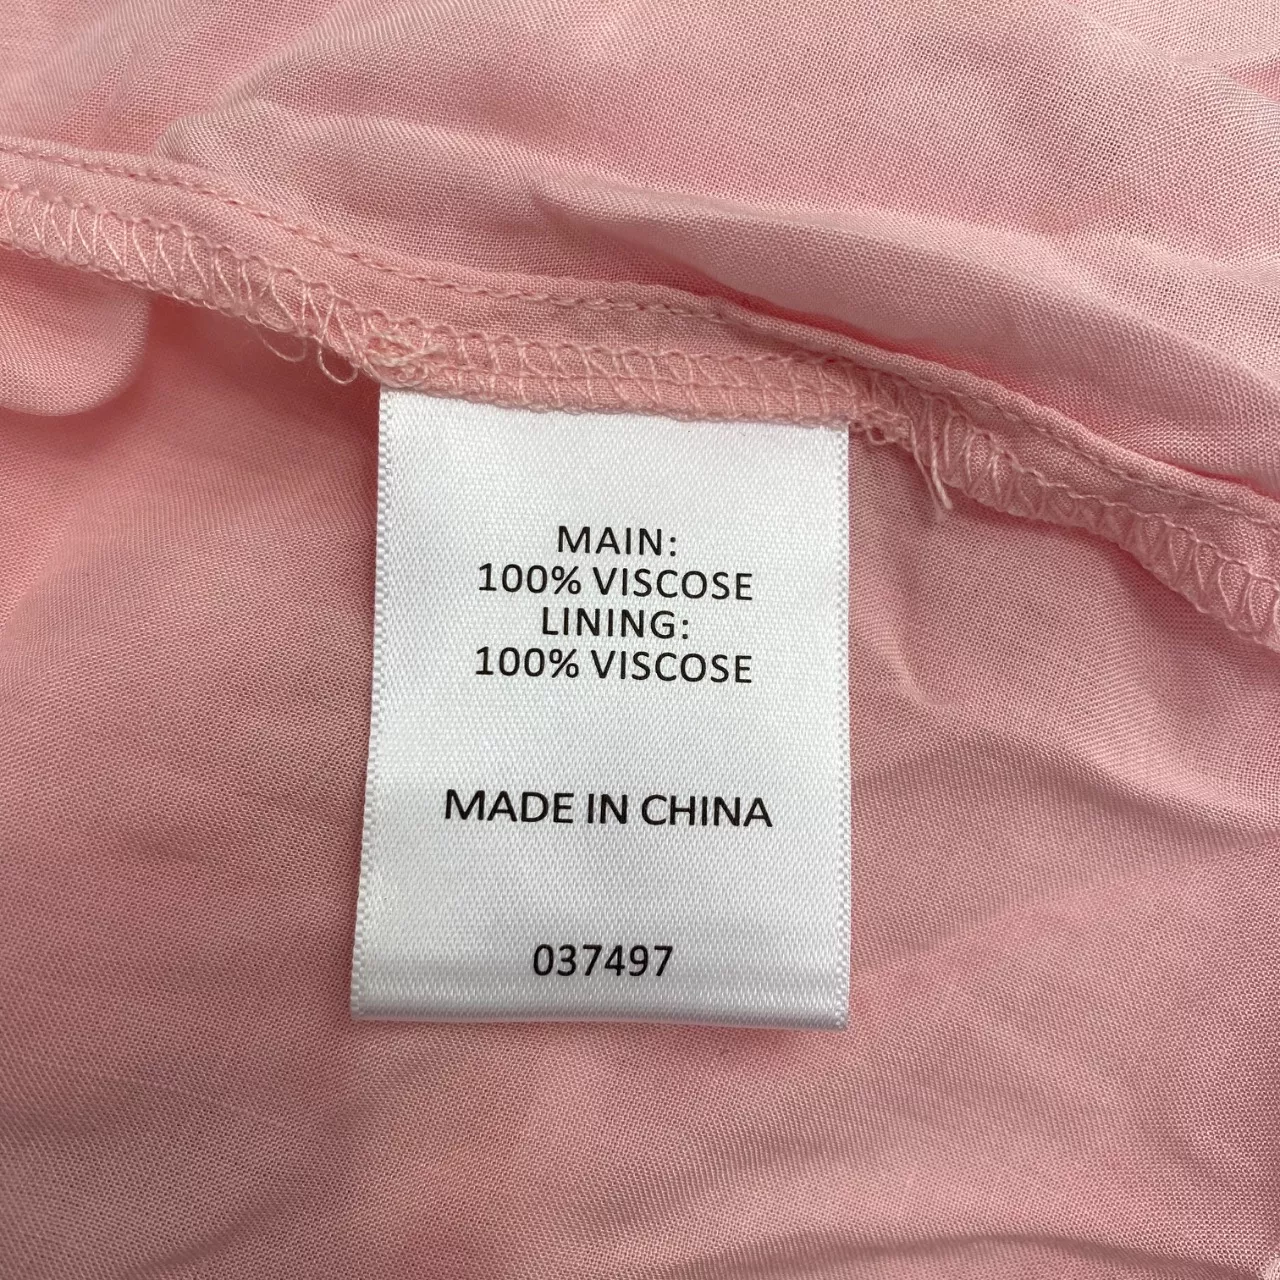 MAIN:
100% VISCOSE
LINING:
100% VISCOSE
MADE IN CHINA
037497